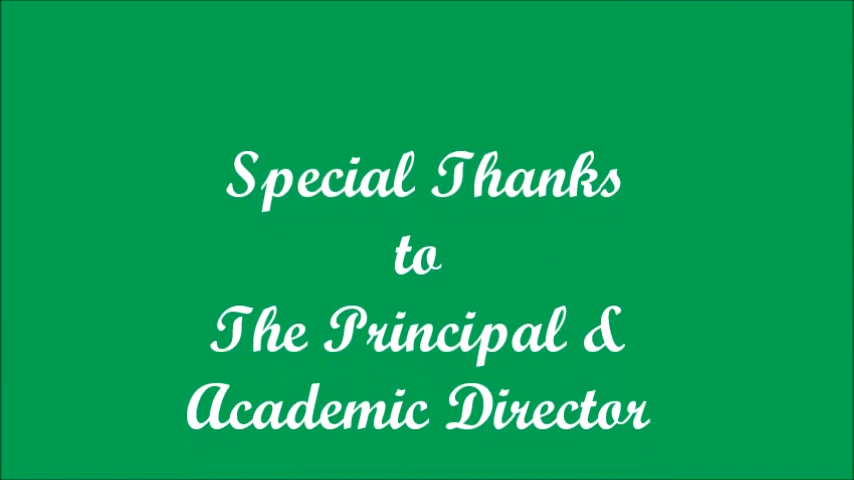 Special Thanks
to
The Principal &
Academic Director